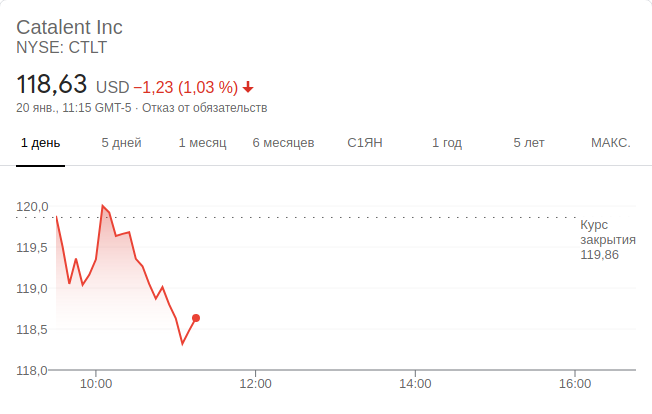 Catalent Inc
NYSE: CTLT
118,63 USD −1,23 (1,03 %)
20 янв., 11:15 GMT-5 · Отказ от обязательств
1 день 5 дней 1 месяц 6 месяцев С1ЯН 1 год 5 лет МАКС.
120,0
Курс
закрытия
119,86
119,5
119,0
118,5
118,0
10:00 12:00 14:00 16:00